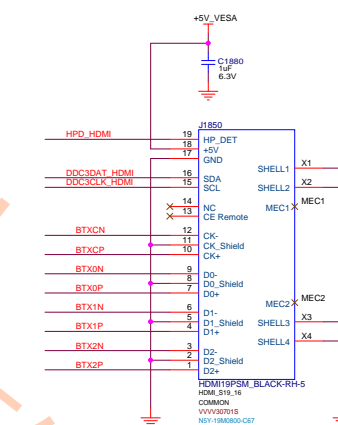 +5V_VESA
C1880
1uF
6.3V
J1850
HPD_HDMI 19 HP_DET
18 +5V
17 GND
SHELL1 X1
DDC3DAT_HDMI 16 SDA
DDC3CLK_HDMI 15 SCL
SHELL2 X2
14 NC
MEC1 MEC1
13 CE Remote
BTXCN 12 CK-
11 CK_Shield
BTXCP 10 CK+
BTX0N 9 D0-
8 D0_Shield
BTX0P 7 D0+
MEC2 MEC2
BTX1N 6 D1-
5 D1_Shield
SHELL3 X3
BTX1P 4 D1+
SHELL4 X4
BTX2N 3 D2-
2 D2_Shield
BTX2P 1 D2+
HDMI19PSM_BLACK-RH-5
HDMI_S19_16
COMMON
VVVV30701S
N5Y-19M0800-C67